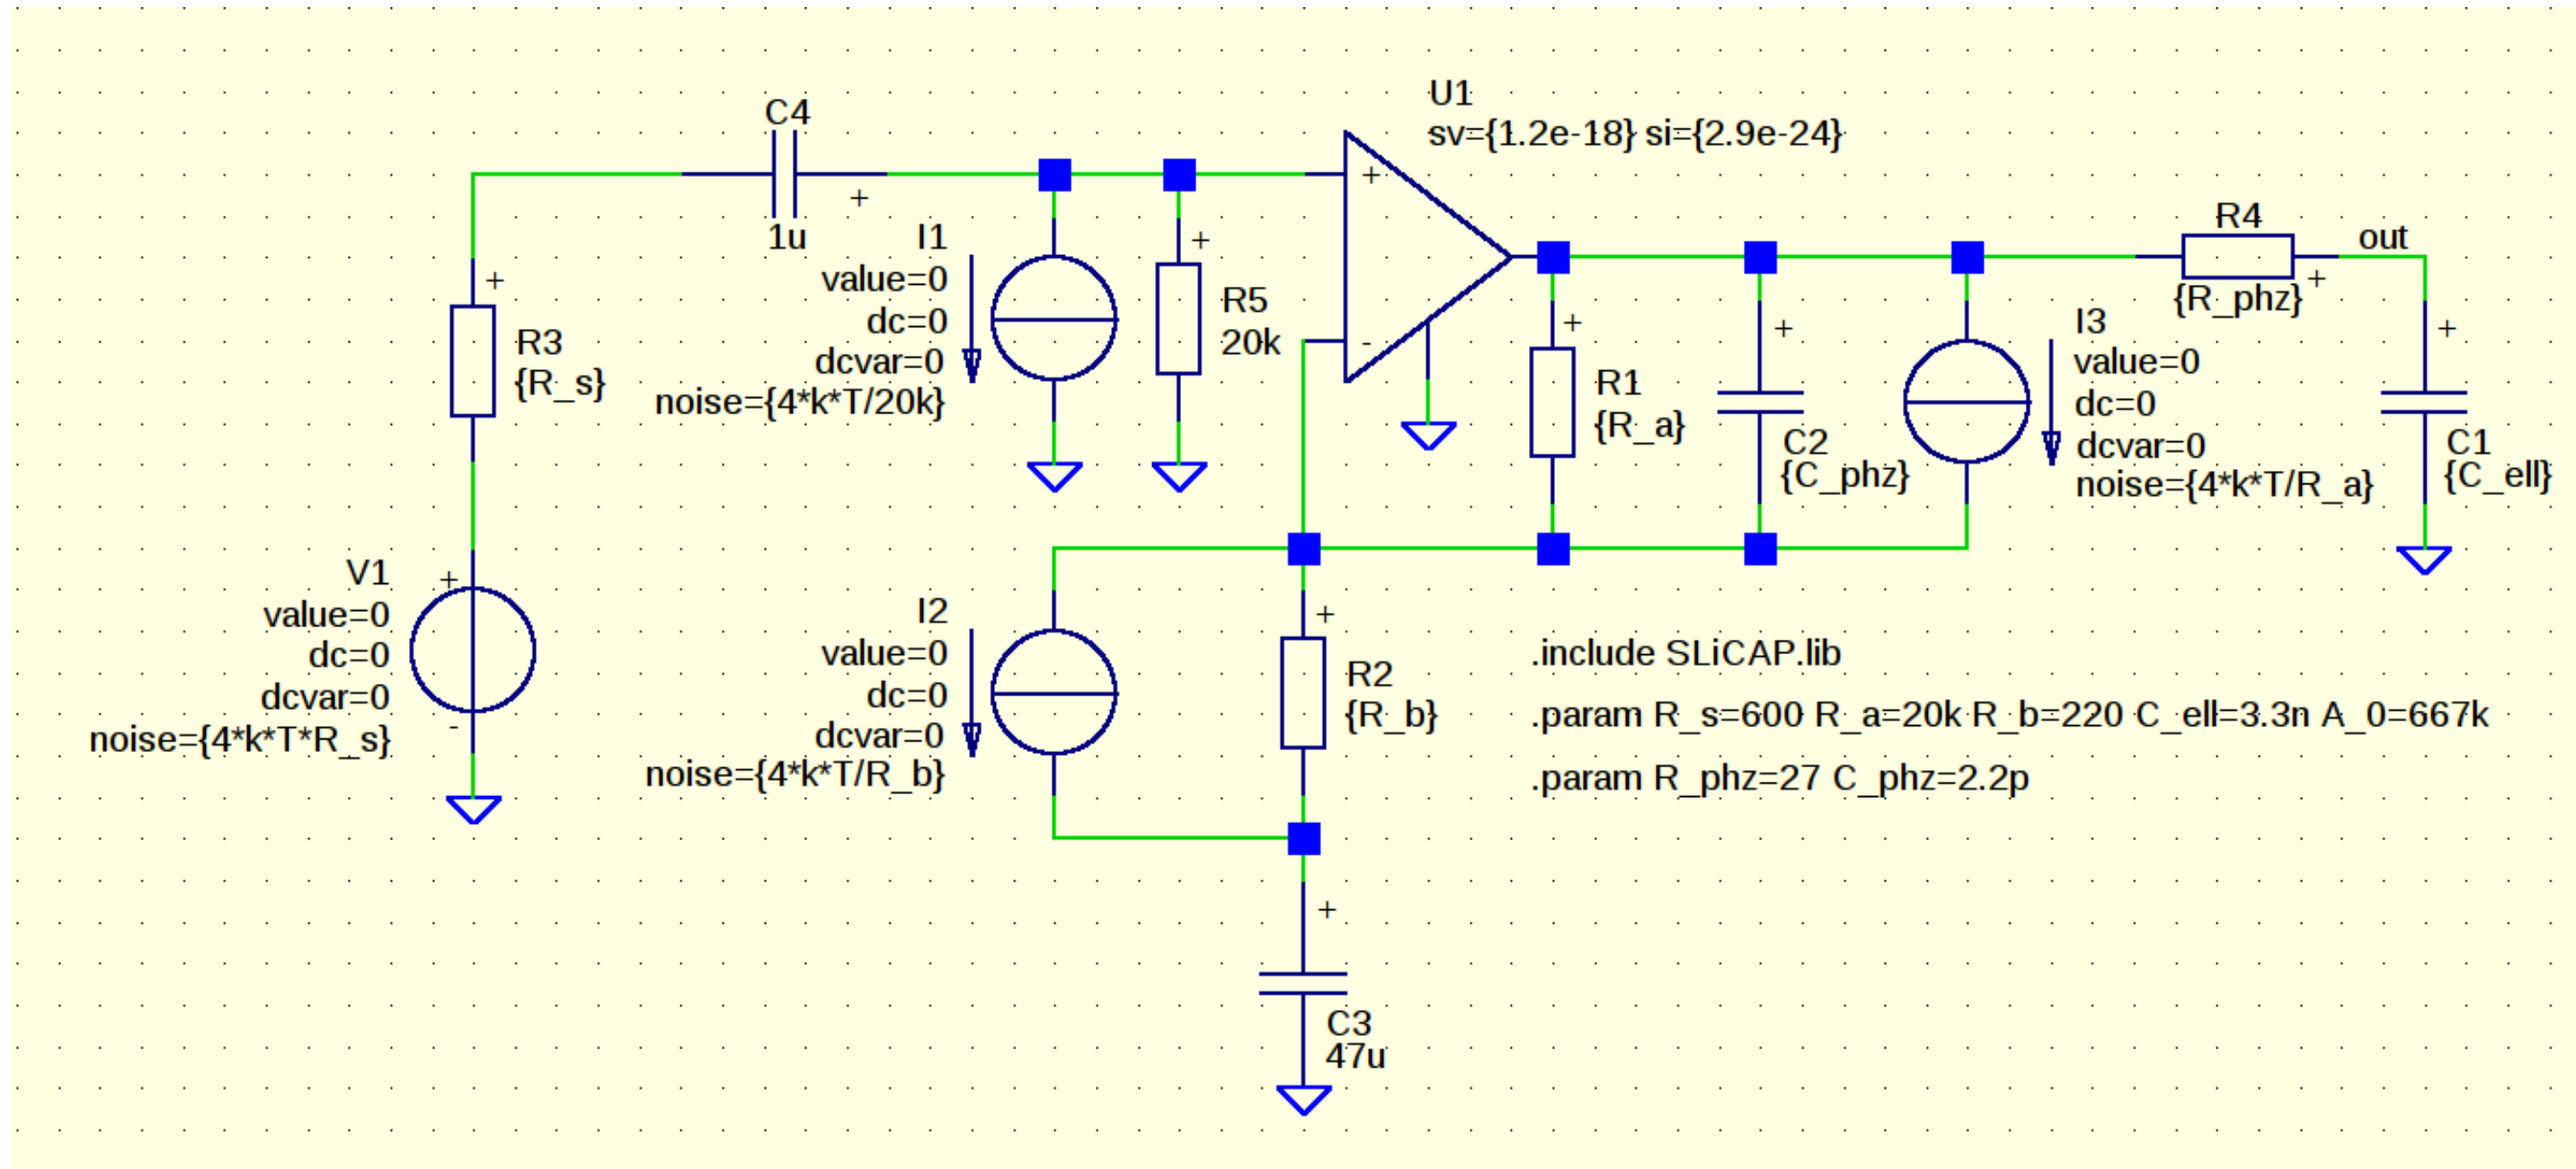 C4
+
1u
U1
sv={1.2e-18} si={2.9e-24}
+
-
+
R3
{R_s}
I1
value=0
dc=0
dcvar=0
noise={4*k*T/20k}
+
R5
20k
+
R1
{R_a}
+
C2
{C_phz}
I3
value=0
dc=0
dcvar=0
noise={4*k*T/R_a}
R4
{R_phz}
+
out
+
C1
{C_ell}
V1
value=0
dc=0
dcvar=0
noise={4*k*T*R_s}
+
-
I2
value=0
dc=0
dcvar=0
noise={4*k*T/R_b}
+
R2
{R_b}
.include SLiCAP.lib
.param R_s=600 R_a=20k R_b=220 C_ell=3.3n A_0=667k
.param R_phz=27 C_phz=2.2p
+
C3
47u